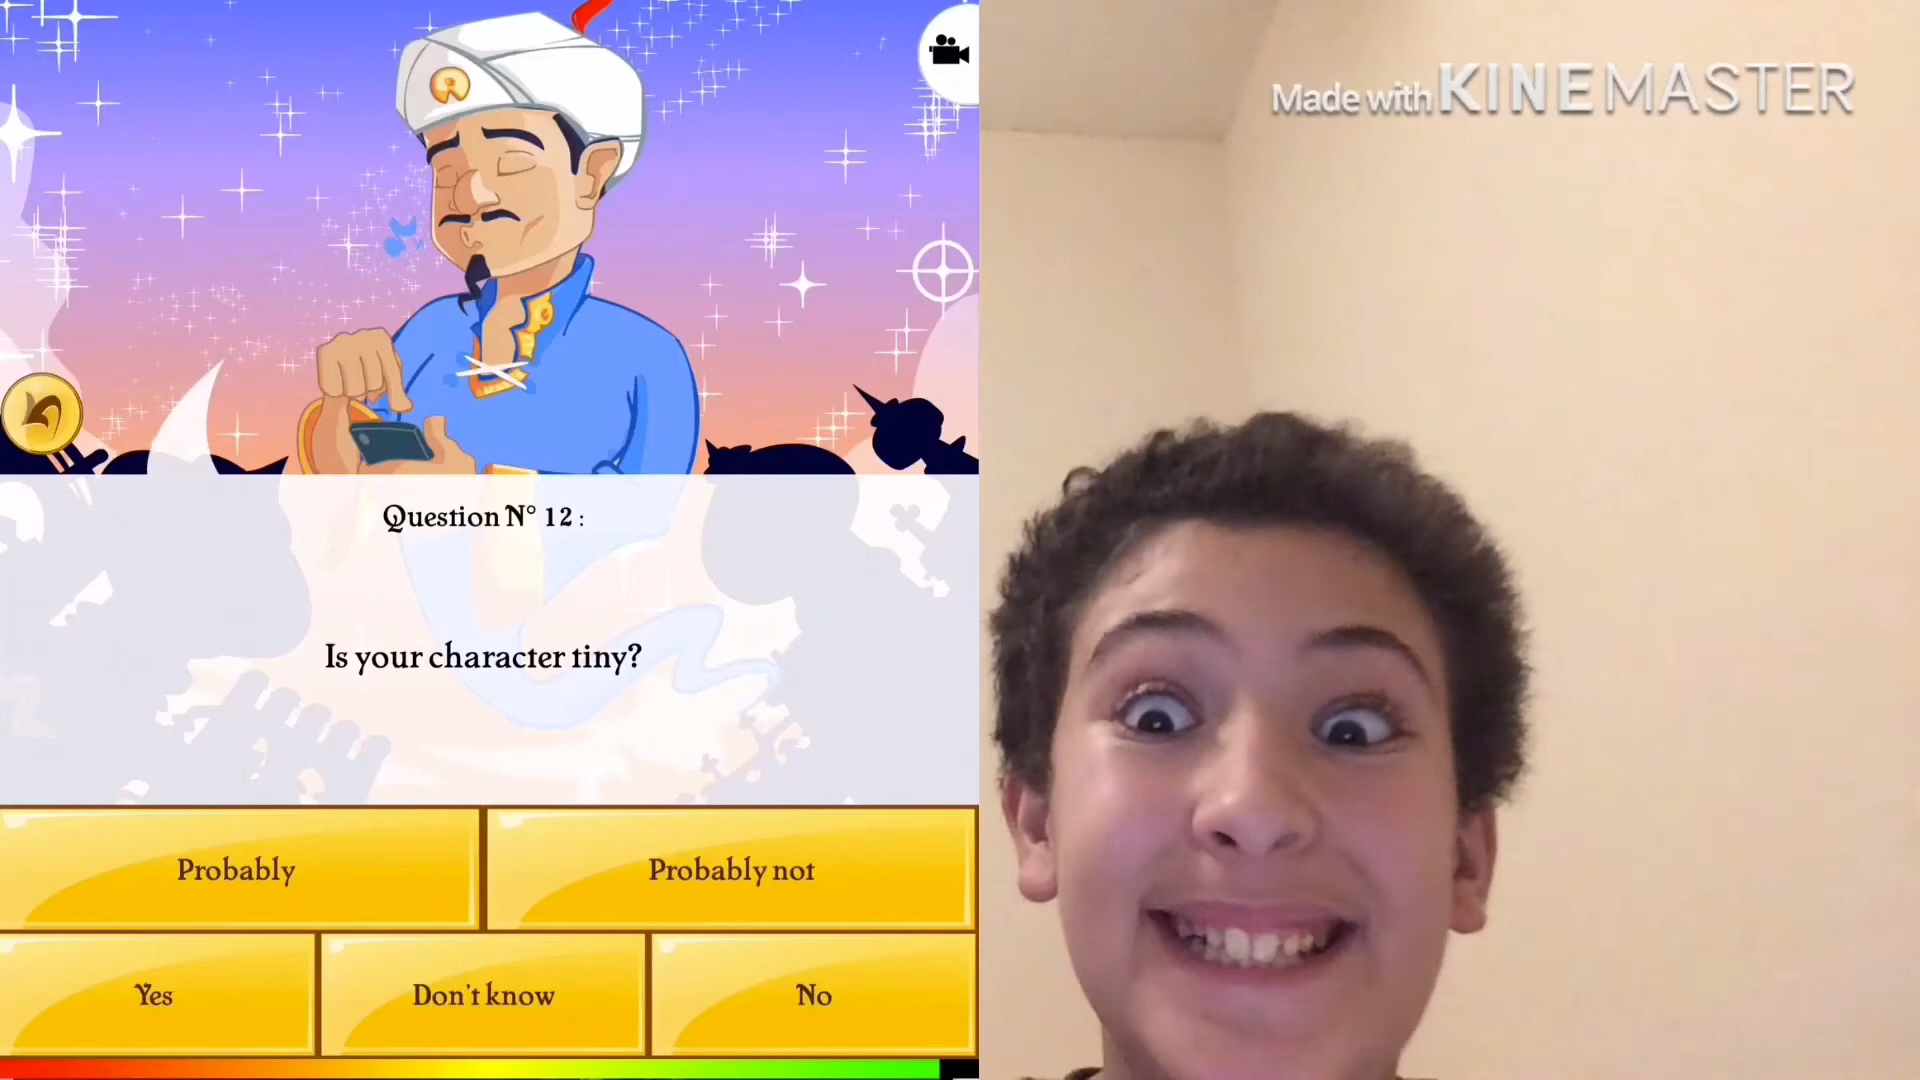 Made with KINEMASTER
Question N° 12 :
Is your character tiny?
Probably
Probably not
Yes
Don't know
No